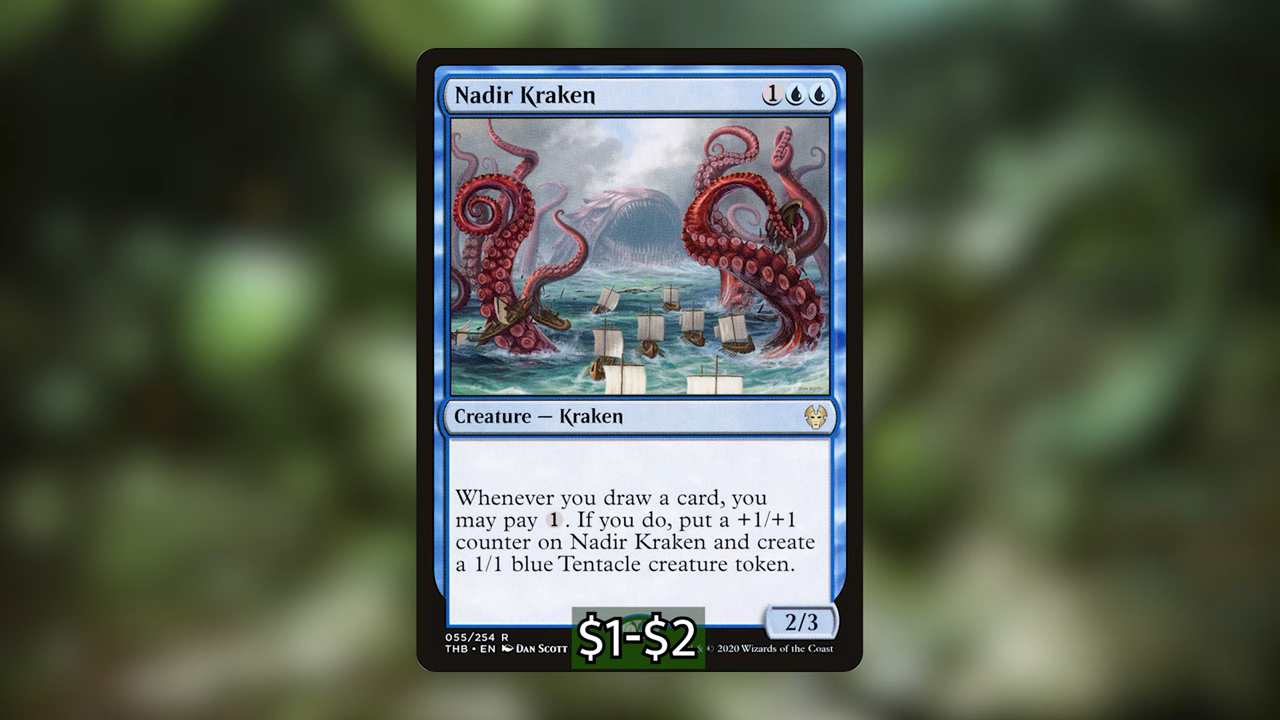 Nadir Kraken 1
Creature — Kraken
Whenever you draw a card, you
may pay 1. If you do, put a +1/+1
counter on Nadir Kraken and create
a 1/1 blue Tentacle creature token.
2/3
055/254 R
THB • EN DAN SCOTT
$1-$2
& © 2020 Wizards of the Coast